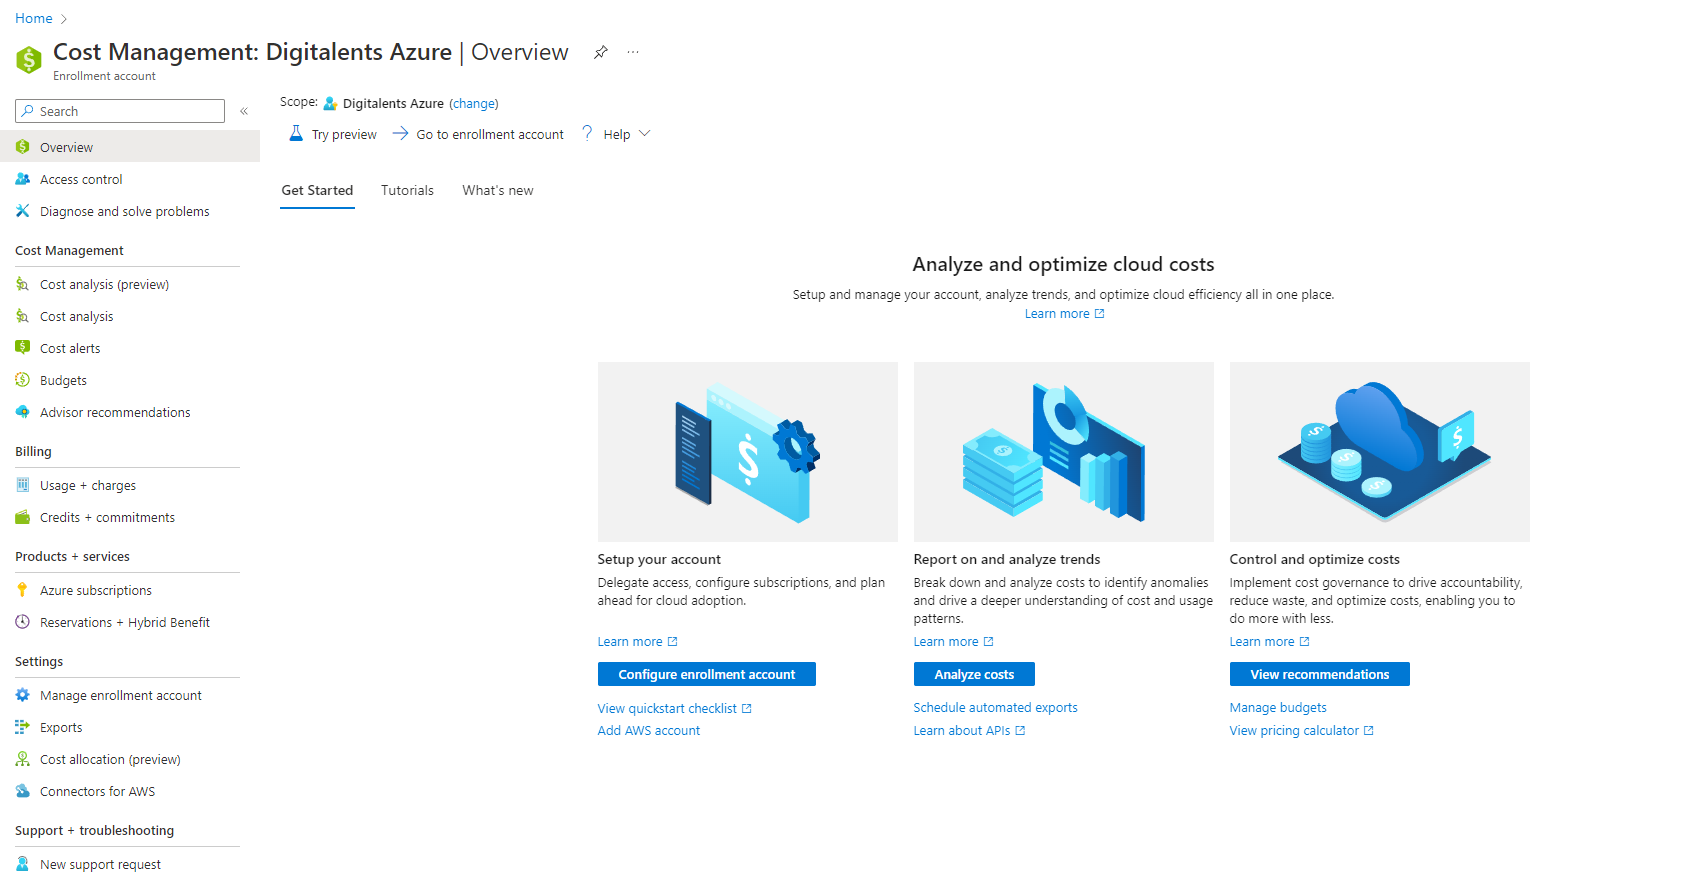 Home
Cost Management: Digitalents Azure | Overview
Enrollment account
Search
Overview
Access control
Diagnose and solve problems
Cost Management
Cost analysis (preview)
Cost analysis
Cost alerts
Budgets
Advisor recommendations
Billing
Usage + charges
Credits + commitments
Products + services
Azure subscriptions
Reservations + Hybrid Benefit
Settings
Manage enrollment account
Exports
Cost allocation (preview)
Connectors for AWS
Support + troubleshooting
New support request
Scope: Digitalents Azure (change)
Try preview Go to enrollment account ? Help
Get Started Tutorials What's new
Analyze and optimize cloud costs
Setup and manage your account, analyze trends, and optimize cloud efficiency all in one place.
Learn more
Setup your account
Delegate access, configure subscriptions, and plan
ahead for cloud adoption.
Learn more
Configure enrollment account
View quickstart checklist
Add AWS account
Report on and analyze trends
Break down and analyze costs to identify anomalies
and drive a deeper understanding of cost and usage
patterns.
Learn more
Analyze costs
Schedule automated exports
Learn about APIs
Control and optimize costs
Implement cost governance to drive accountability,
reduce waste, and optimize costs, enabling you to
do more with less.
Learn more
View recommendations
Manage budgets
View pricing calculator